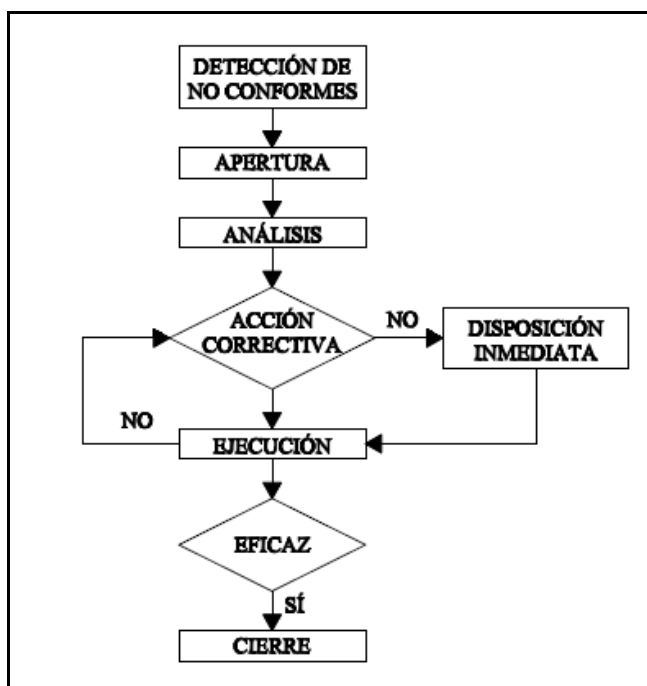 DETECCIÓN DE
NO CONFORMES
APERTURA
ANÁLISIS
ACCIÓN
CORRECTIVA
NO
DISPOSICIÓN
INMEDIATA
NO
EJECUCIÓN
EFICAZ
SÍ
CIERRE